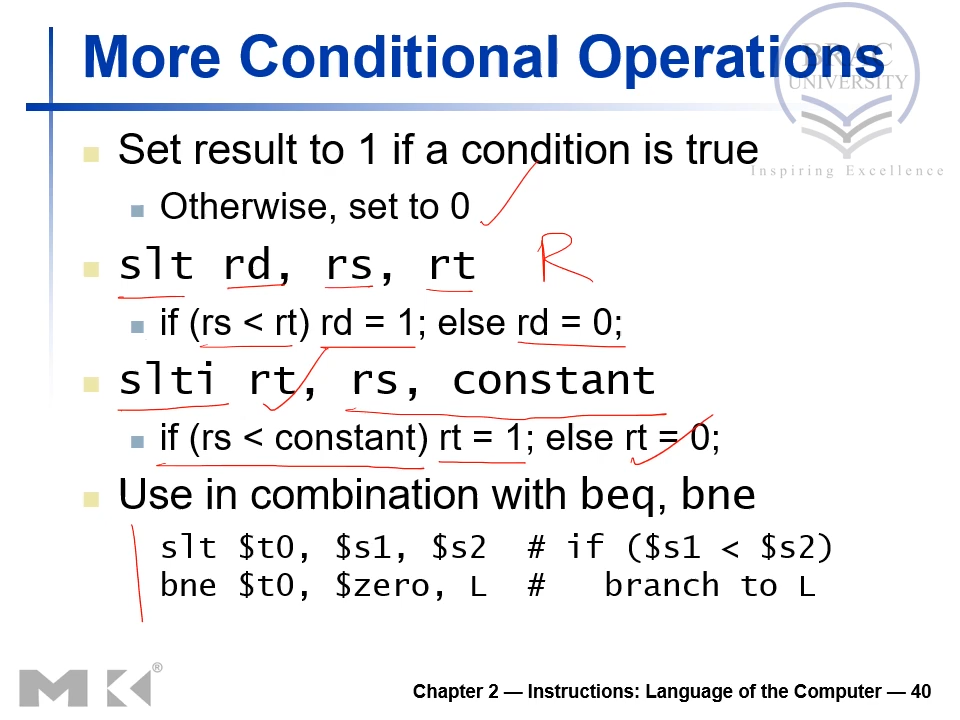 More Conditional Operations
BRAC
UNIVERSITY
Inspiring Excellence
Set result to 1 if a condition is true
Otherwise, set to 0
slt rd, rs, rt R
if (rs < rt) rd = 1; else rd = 0;
slti rt, rs, constant
if (rs < constant) rt = 1; else rt = 0;
Use in combination with beq, bne
slt $t0, $s1, $s2 # if ($s1 < $s2)
bne $t0, $zero, L # branch to L
MK®
Chapter 2 — Instructions: Language of the Computer — 40